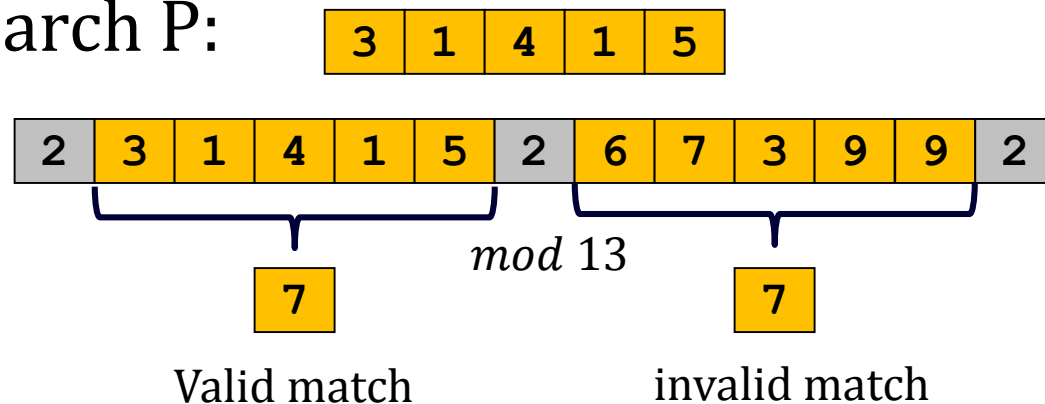 arch P: 3 1 4 1 5
2 3 1 4 1 5 2 6 7 3 9 9 2
mod 13
7 7
Valid match invalid match